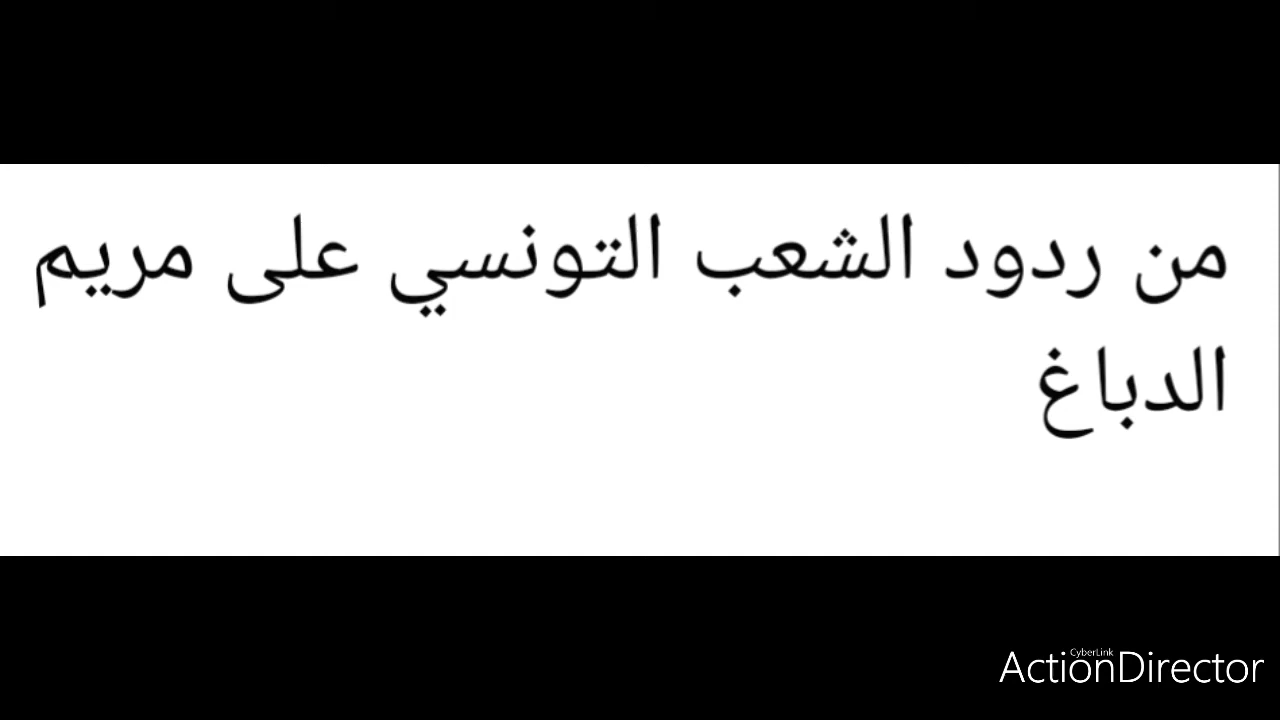 من ردود الشعب التونسي على مريم
الدباغ
CyberLink
ActionDirector